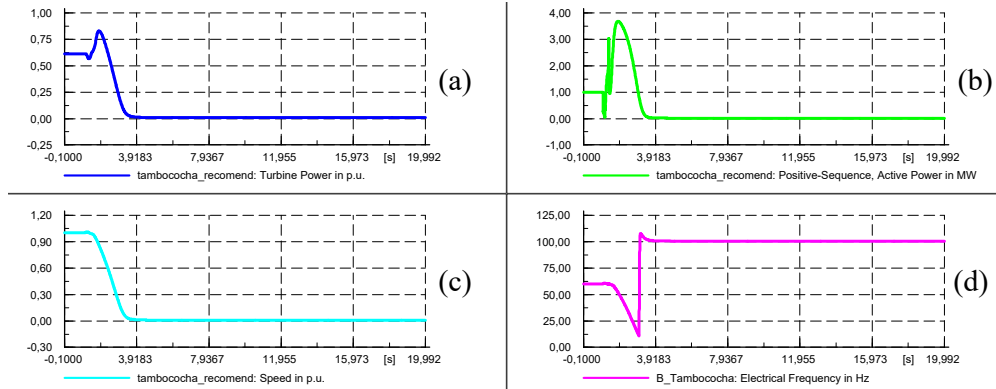 1,00
0,75
0,50
0,25
0,00
-0,25
-0,1000 3,9183 7,9367 11,955 15,973 [s] 19,992
tambococha_recomend: Turbine Power in p.u.
(a)
4,00
3,00
2,00
1,00
0,00
-1,00
-0,1000 3,9183 7,9367 11,955 15,973 [s] 19,992
tambococha_recomend: Positive-Sequence, Active Power in MW
(b)
1,20
0,90
0,60
0,30
0,00
-0,30
-0,1000 3,9183 7,9367 11,955 15,973 [s] 19,992
tambococha_recomend: Speed in p.u.
(c)
125,00
100,00
75,00
50,00
25,00
0,00
-0,1000 3,9183 7,9367 11,955 15,973 [s] 19,992
B_Tambococha: Electrical Frequency in Hz
(d)